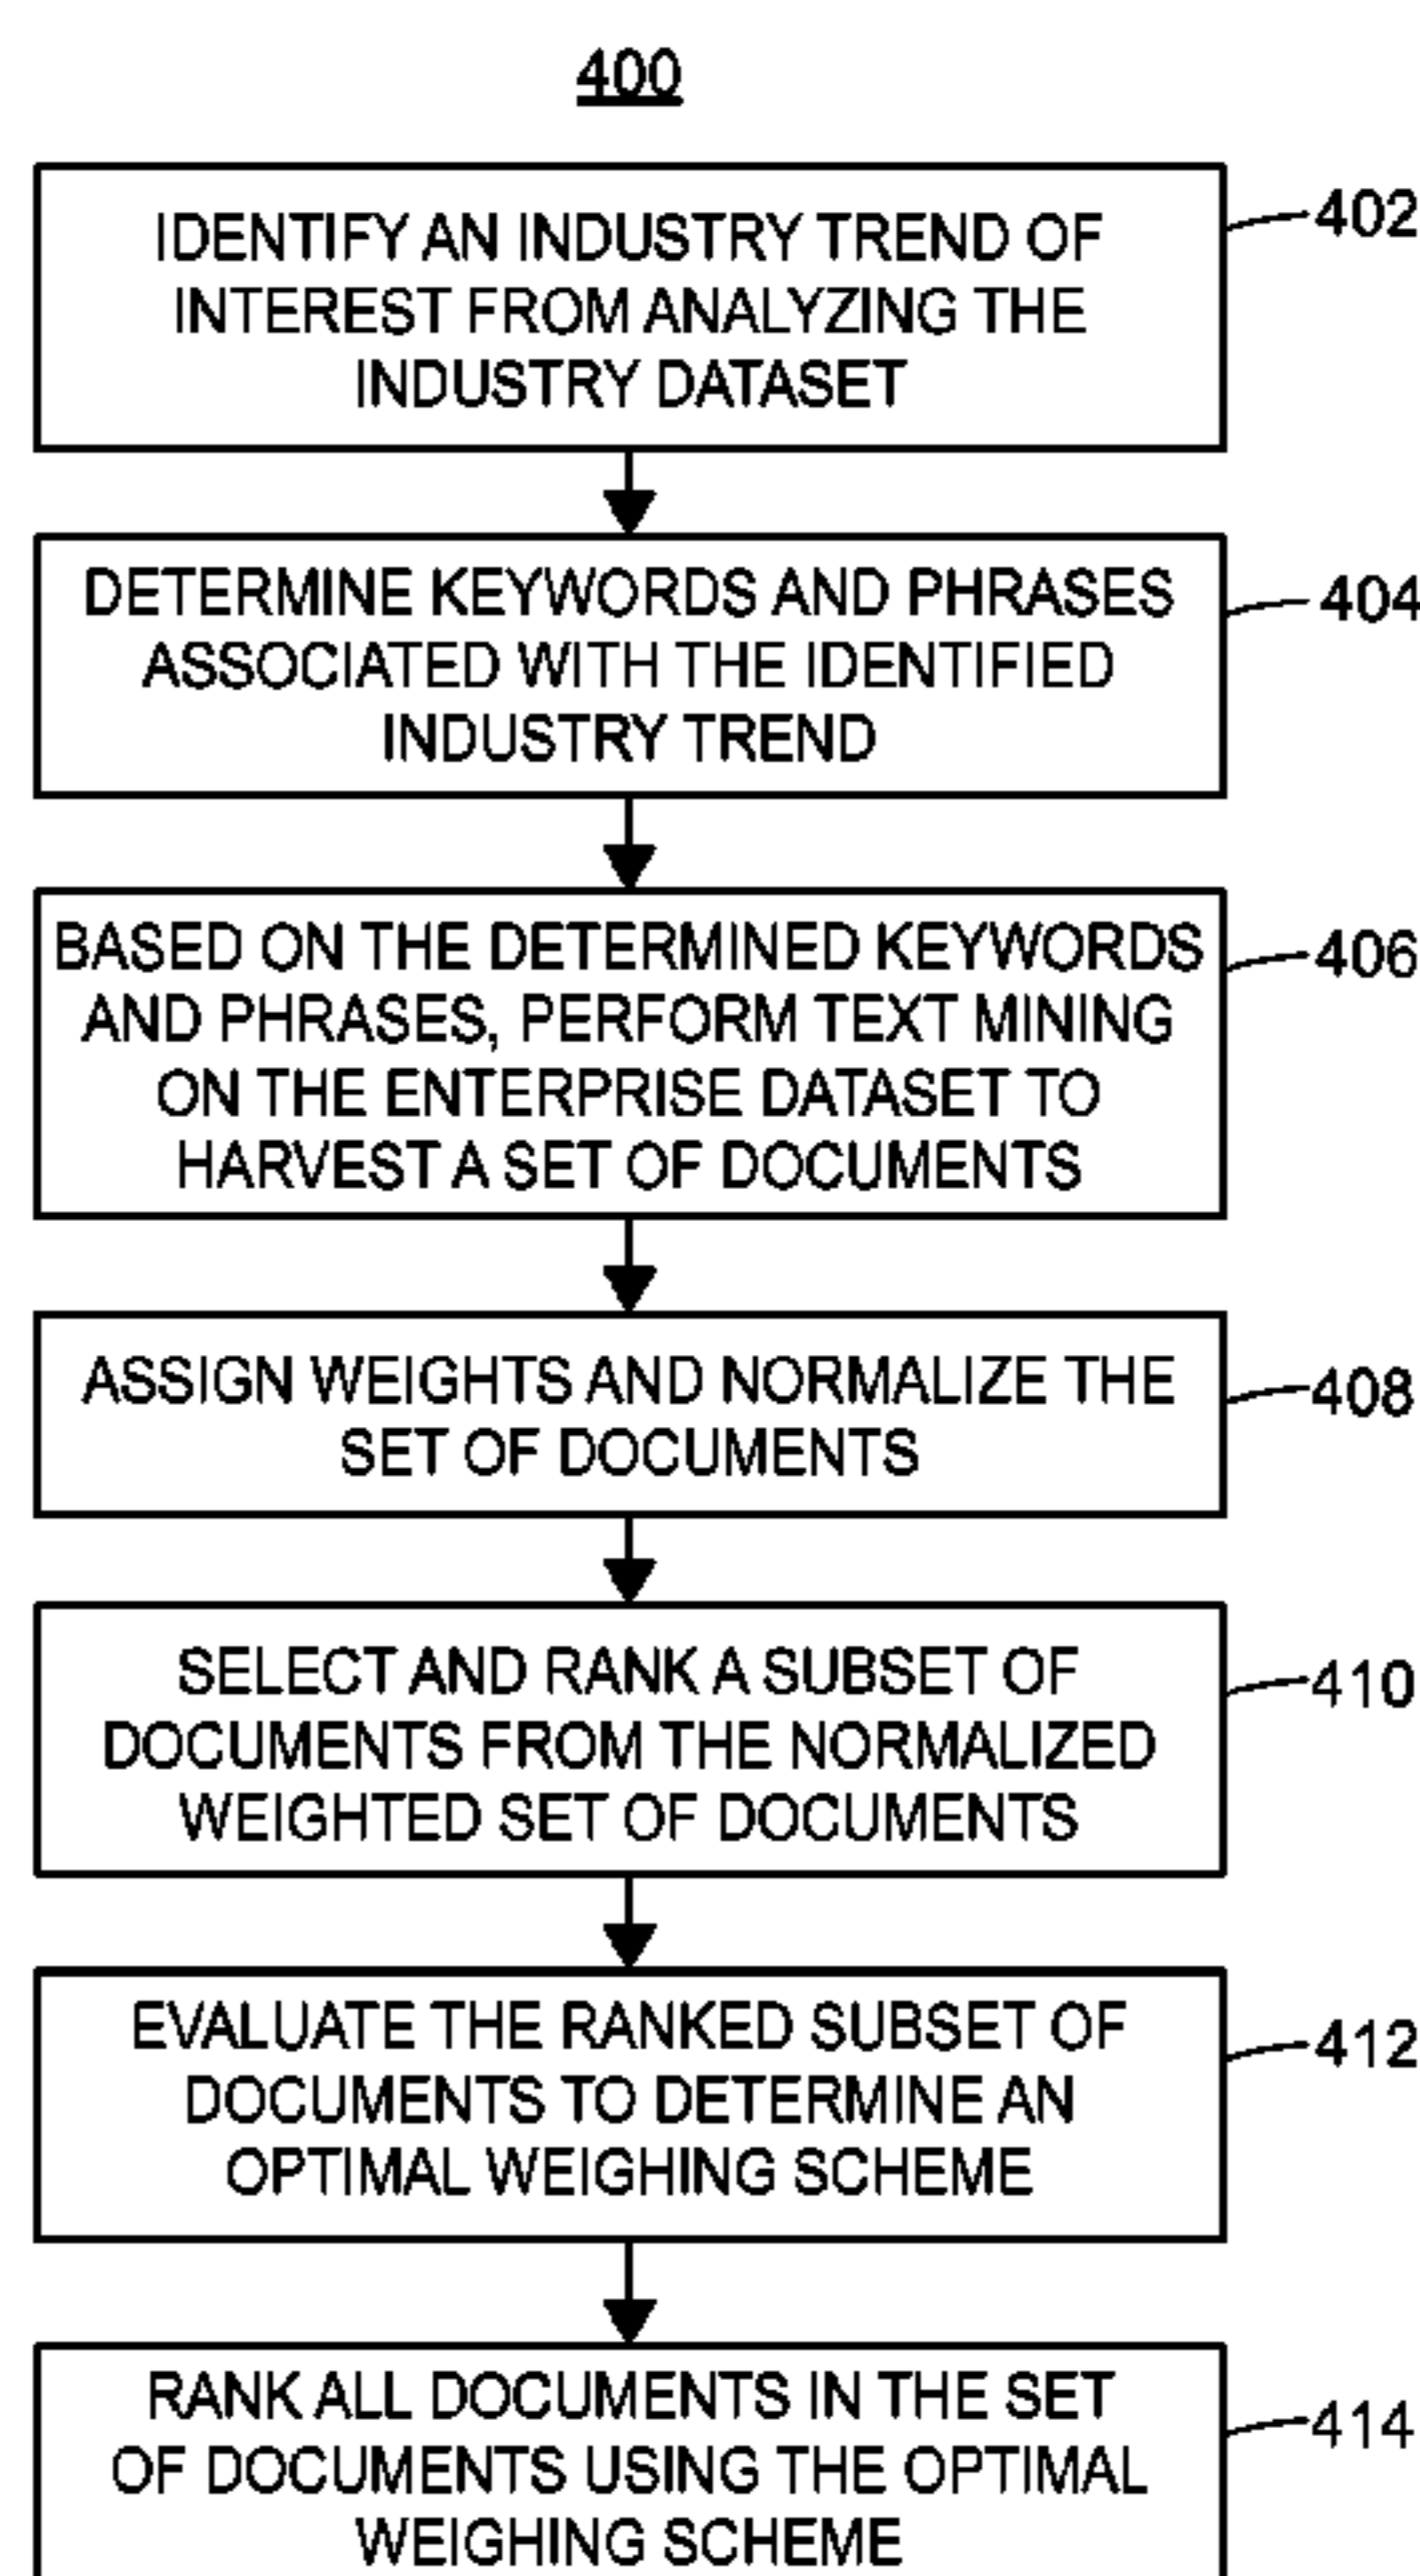 400
IDENTIFY AN INDUSTRY TREND OF
INTEREST FROM ANALYZING THE
INDUSTRY DATASET
402
DETERMINE KEYWORDS AND PHRASES
ASSOCIATED WITH THE IDENTIFIED
INDUSTRY TREND
404
BASED ON THE DETERMINED KEYWORDS
AND PHRASES, PERFORM TEXT MINING
ON THE ENTERPRISE DATASET TO
HARVEST A SET OF DOCUMENTS
406
ASSIGN WEIGHTS AND NORMALIZE THE
SET OF DOCUMENTS
408
SELECT AND RANK A SUBSET OF
DOCUMENTS FROM THE NORMALIZED
WEIGHTED SET OF DOCUMENTS
410
EVALUATE THE RANKED SUBSET OF
DOCUMENTS TO DETERMINE AN
OPTIMAL WEIGHING SCHEME
412
RANK ALL DOCUMENTS IN THE SET
OF DOCUMENTS USING THE OPTIMAL
WEIGHING SCHEME
414